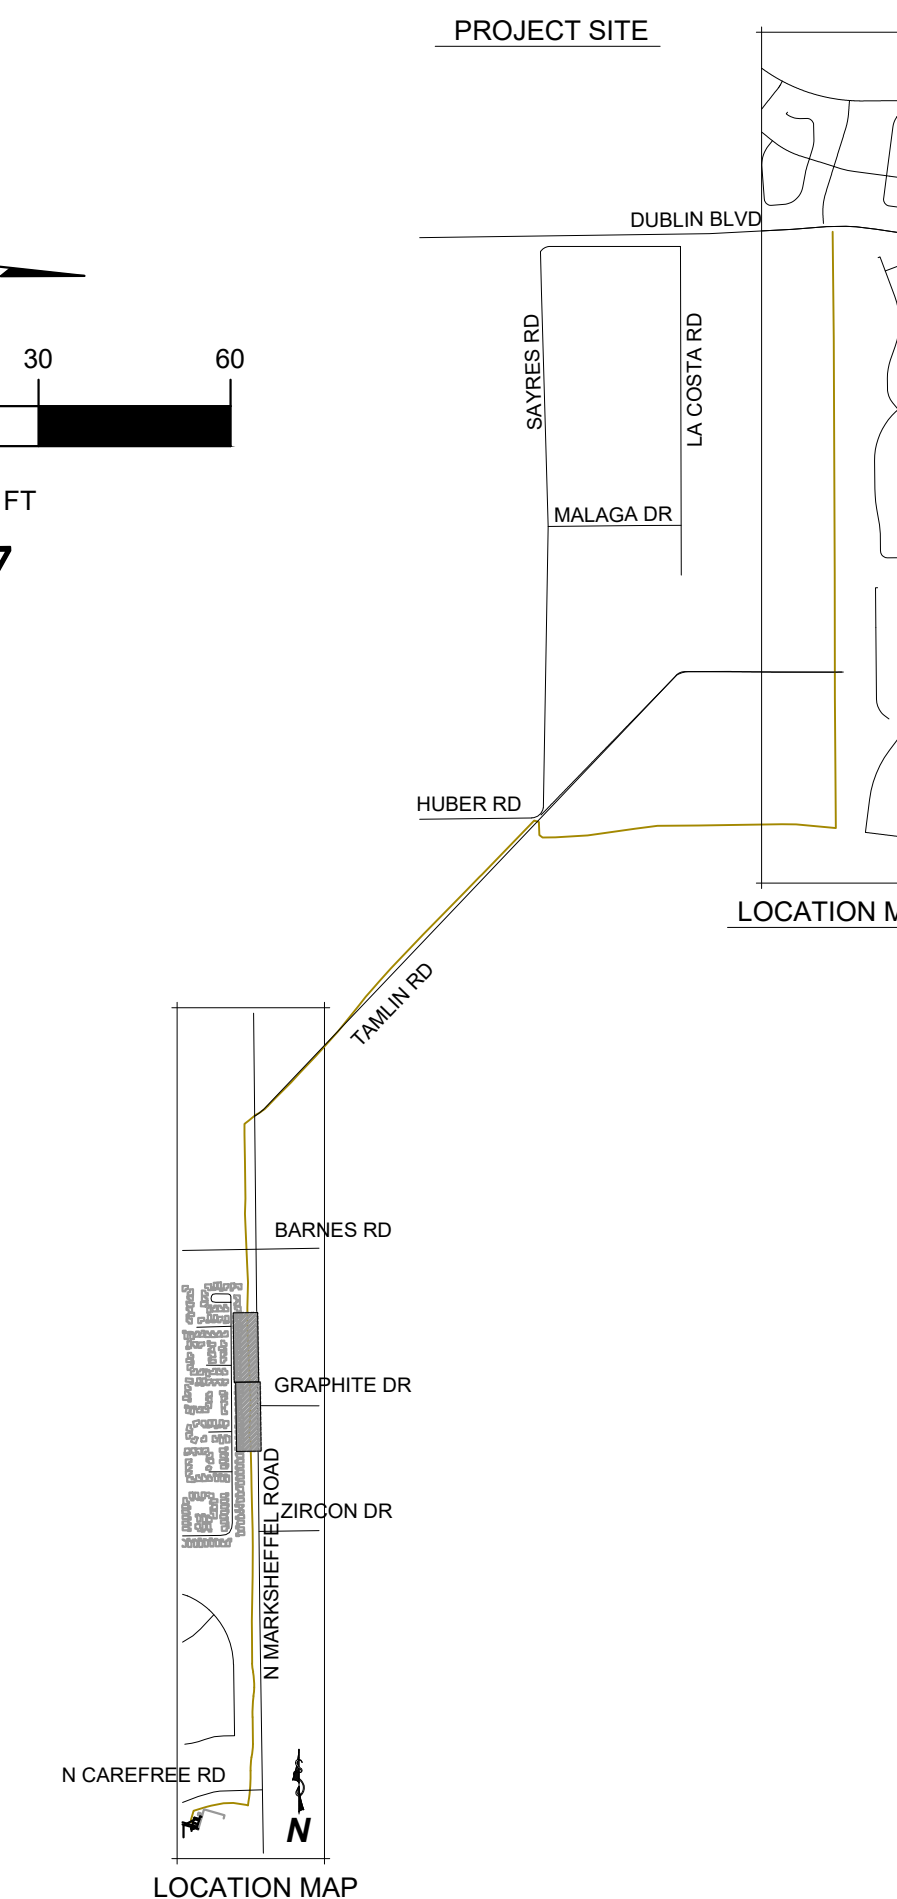 PROJECT SITE
DUBLIN BLVD
SAYRES RD
LA COSTA RD
30
60
FT
MALAGA DR
7
HUBER RD
LOCATION M
TAMLIN RD
BARNES RD
GRAPHITE DR
N MARKSHEFFEL ROAD
ZIRCON DR
N CAREFREE RD
N
LOCATION MAP